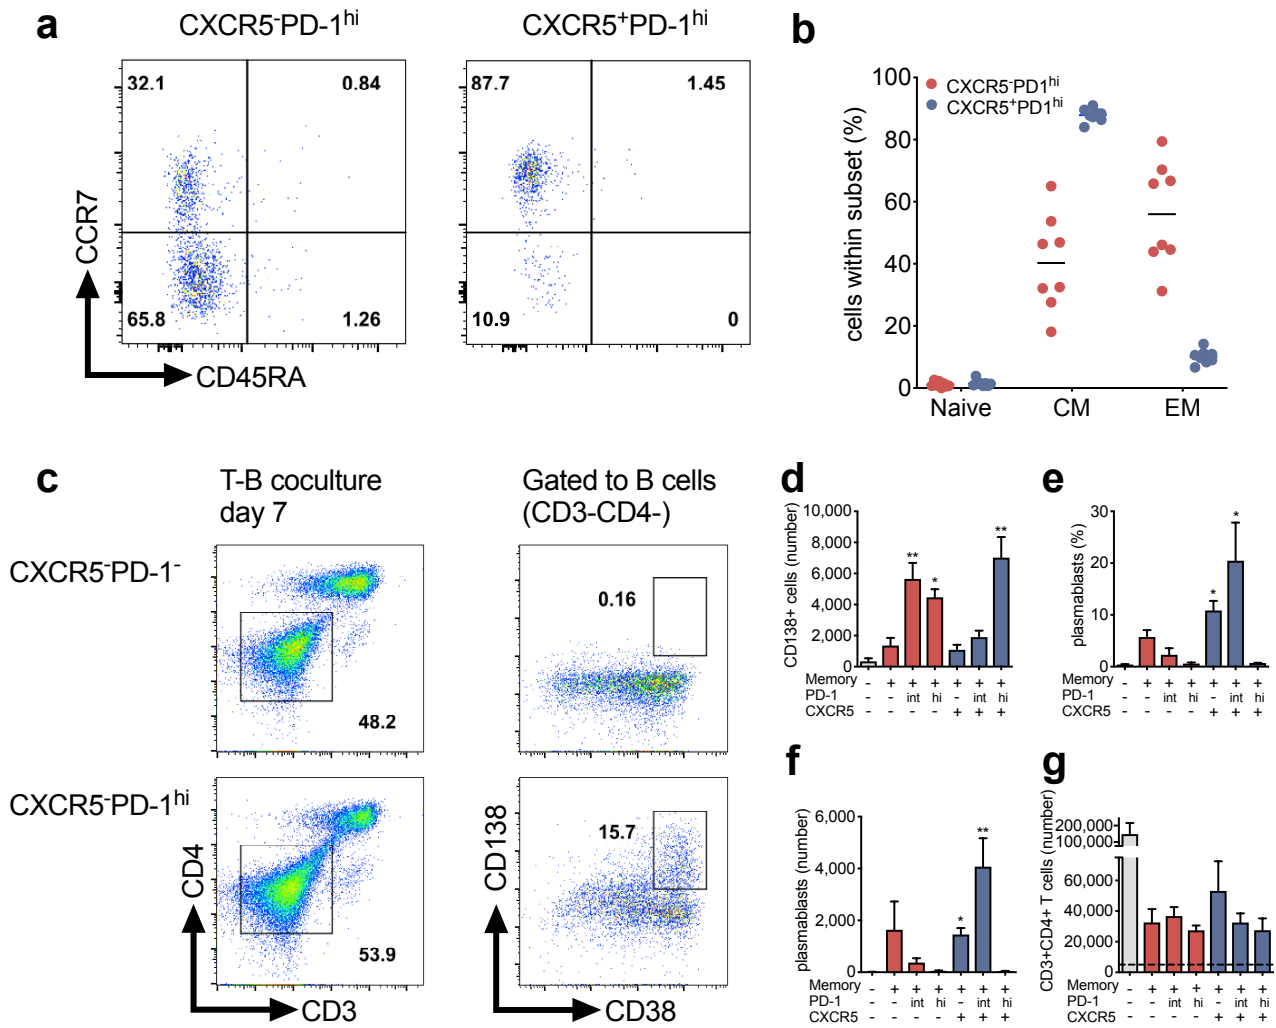 a
CXCR5-PD-1hi
CXCR5+PD-1hi
32.1
0.84
65.8
1.26
87.7
1.45
10.9
0
CCR7
CD45RA
b
CXCR5-PD1hi
CXCR5+PD1hi
cells within subset (%)
100
80
60
40
20
0
Naive CM EM
c
T-B coculture
day 7
Gated to B cells
(CD3-CD4-)
CXCR5-PD-1-
48.2
0.16
CXCR5-PD-1hi
53.9
15.7
CD4
CD3
CD138
CD38
d
CD138+ cells (number)
10,000
8,000
6,000
4,000
2,000
0
** * **
Memory - + + + + + +
PD-1 - - int hi - int hi
CXCR5 - - - - + + +
e
plasmablasts (%)
30
20
10
0
* *
Memory - + + + + + +
PD-1 - - int hi - int hi
CXCR5 - - - - + + +
f
plasmablasts (number)
6,000
4,000
2,000
0
* **
Memory - + + + + + +
PD-1 - - int hi - int hi
CXCR5 - - - - + + +
g
CD3+CD4+ T cells (number)
200,000
100,000
60,000
40,000
20,000
0
Memory - + + + + + +
PD-1 - - int hi - int hi
CXCR5 - - - - + + +